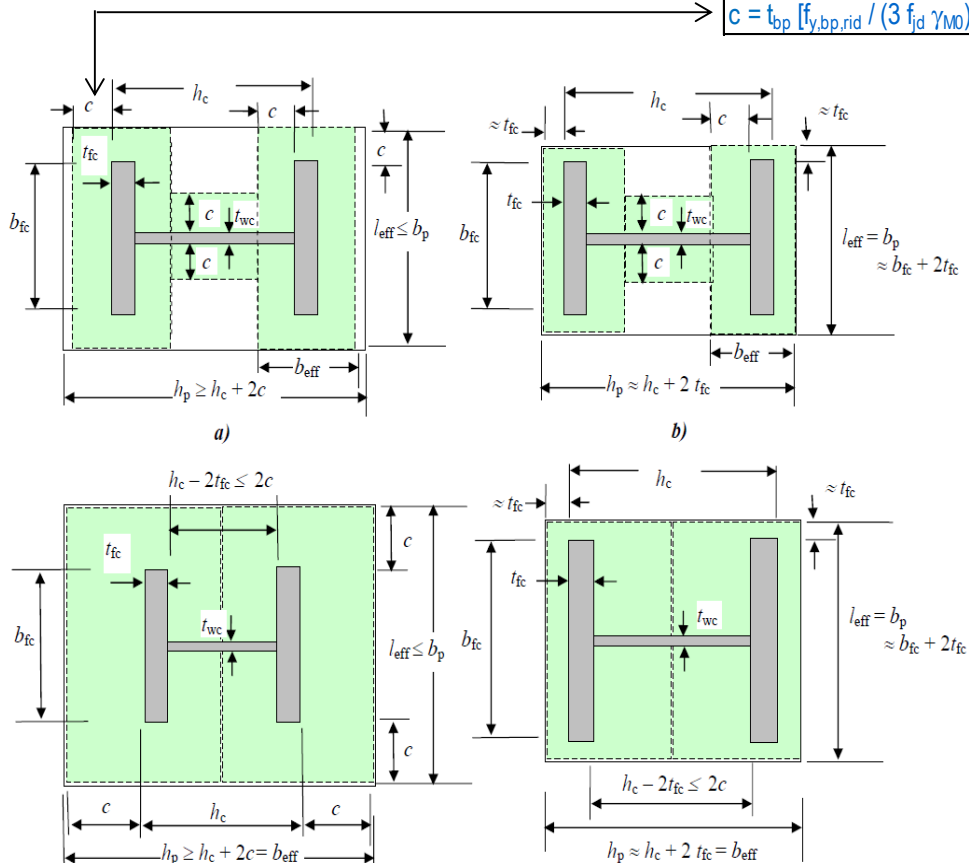 c = t_bp [f_y,bp,rid / (3 f_jd γ_M0)
h_c
c
c
t_fc
c
b_fc
c
t_wc
c
l_eff ≤ b_p
b_eff
h_p ≥ h_c + 2c
a)
h_c
≈ t_fc
c
≈ t_fc
t_fc
b_fc
c
t_wc
c
l_eff = b_p
≈ b_fc + 2t_fc
b_eff
h_p ≈ h_c + 2 t_fc
b)
h_c – 2t_fc ≤ 2c
c
t_fc
b_fc
t_wc
l_eff ≤ b_p
c
c
h_c
c
h_p ≥ h_c + 2c = b_eff
h_c
≈ t_fc
≈ t_fc
t_fc
b_fc
t_wc
l_eff = b_p
≈ b_fc + 2t_fc
h_c – 2t_fc ≤ 2c
h_p ≈ h_c + 2 t_fc = b_eff